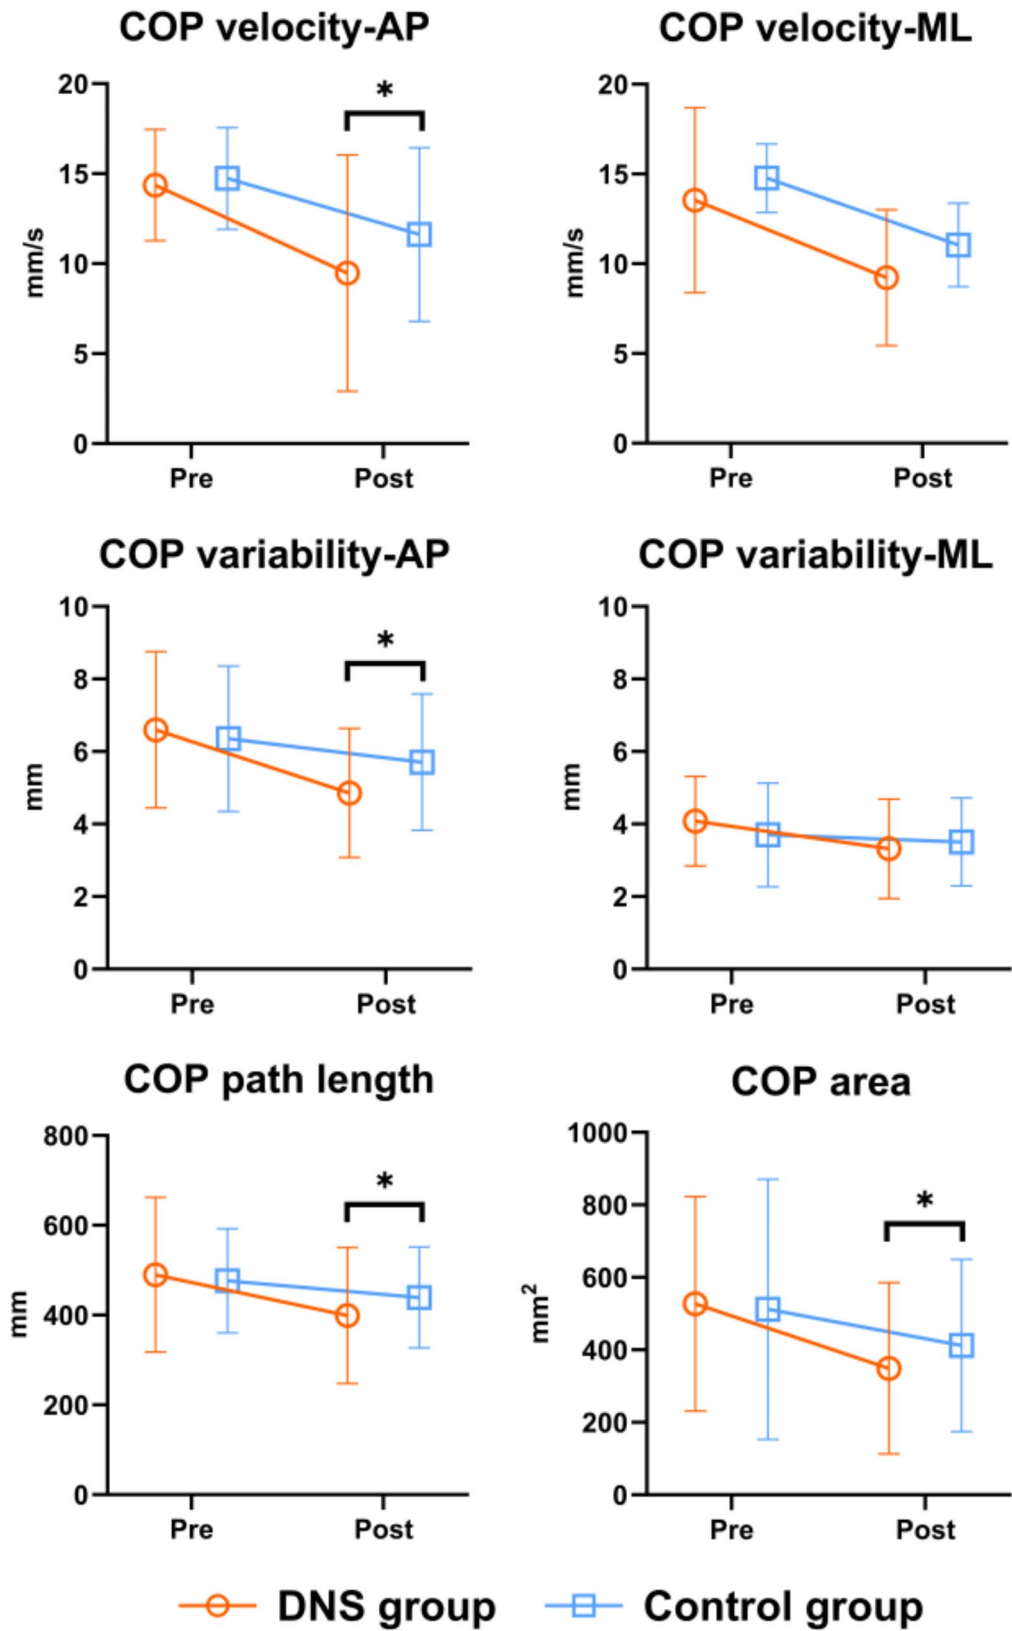 COP velocity-AP
20
15
10
5
0
mm/s
*
Pre Post
COP velocity-ML
20
15
10
5
0
mm/s
Pre Post
COP variability-AP
10
8
6
4
2
0
mm
*
Pre Post
COP variability-ML
10
8
6
4
2
0
mm
Pre Post
COP path length
800
600
400
200
0
mm
*
Pre Post
COP area
1000
800
600
400
200
0
mm²
*
Pre Post
DNS group Control group